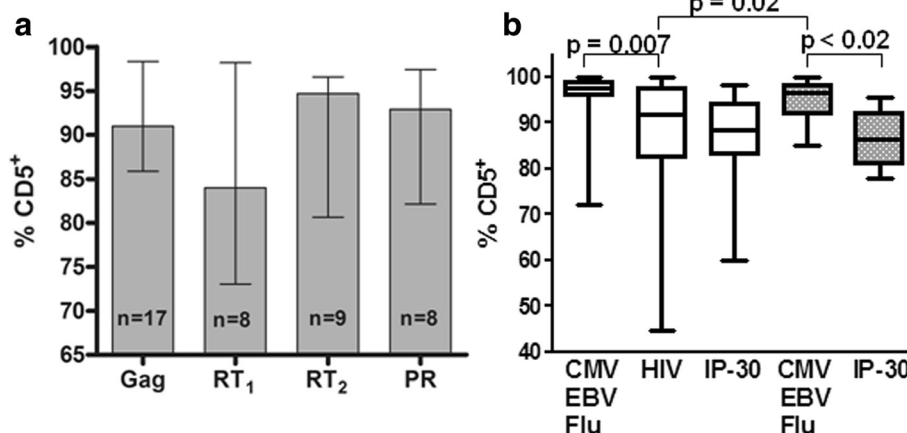 a
% CD5+
100
95
90
85
80
75
70
65
n=17 n=8 n=9 n=8
Gag RT1 RT2 PR
b
p = 0.02
p = 0.007 p < 0.02
% CD5+
100
90
80
70
60
50
40
CMV HIV IP-30 CMV IP-30
EBV EBV
Flu Flu